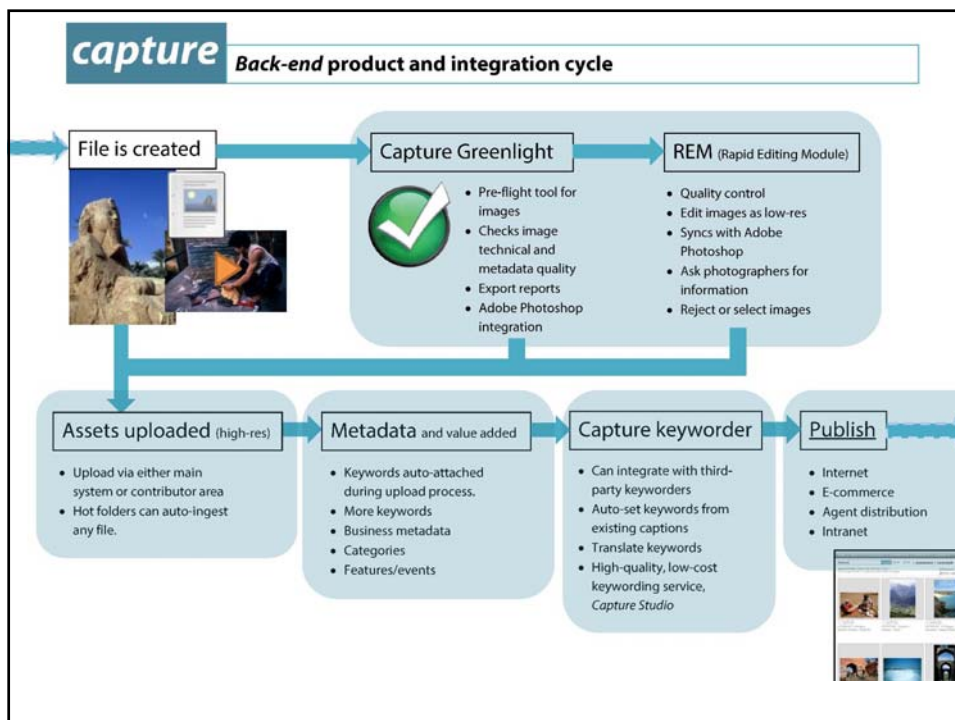 capture
Back-end product and integration cycle
File is created
Capture Greenlight
• Pre-flight tool for
images
• Checks image
technical and
metadata quality
• Export reports
• Adobe Photoshop
integration
REM (Rapid Editing Module)
• Quality control
• Edit images as low-res
• Syncs with Adobe
Photoshop
• Ask photographers for
information
• Reject or select images
Assets uploaded (high-res)
• Upload via either main
system or contributor area
• Hot folders can auto-ingest
any file.
Metadata and value added
• Keywords auto-attached
during upload process.
• More keywords
• Business metadata
• Categories
• Features/events
Capture keyworder
• Can integrate with third-
party keyworders
• Auto-set keywords from
existing captions
• Translate keywords
• High-quality, low-cost
keywording service,
Capture Studio
Publish
• Internet
• E-commerce
• Agent distribution
• Intranet